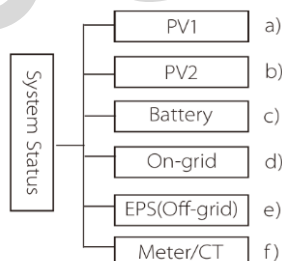 System Status
PV1 a)
PV2 b)
Battery c)
On-grid d)
EPS(Off-grid) e)
Meter/CT f)